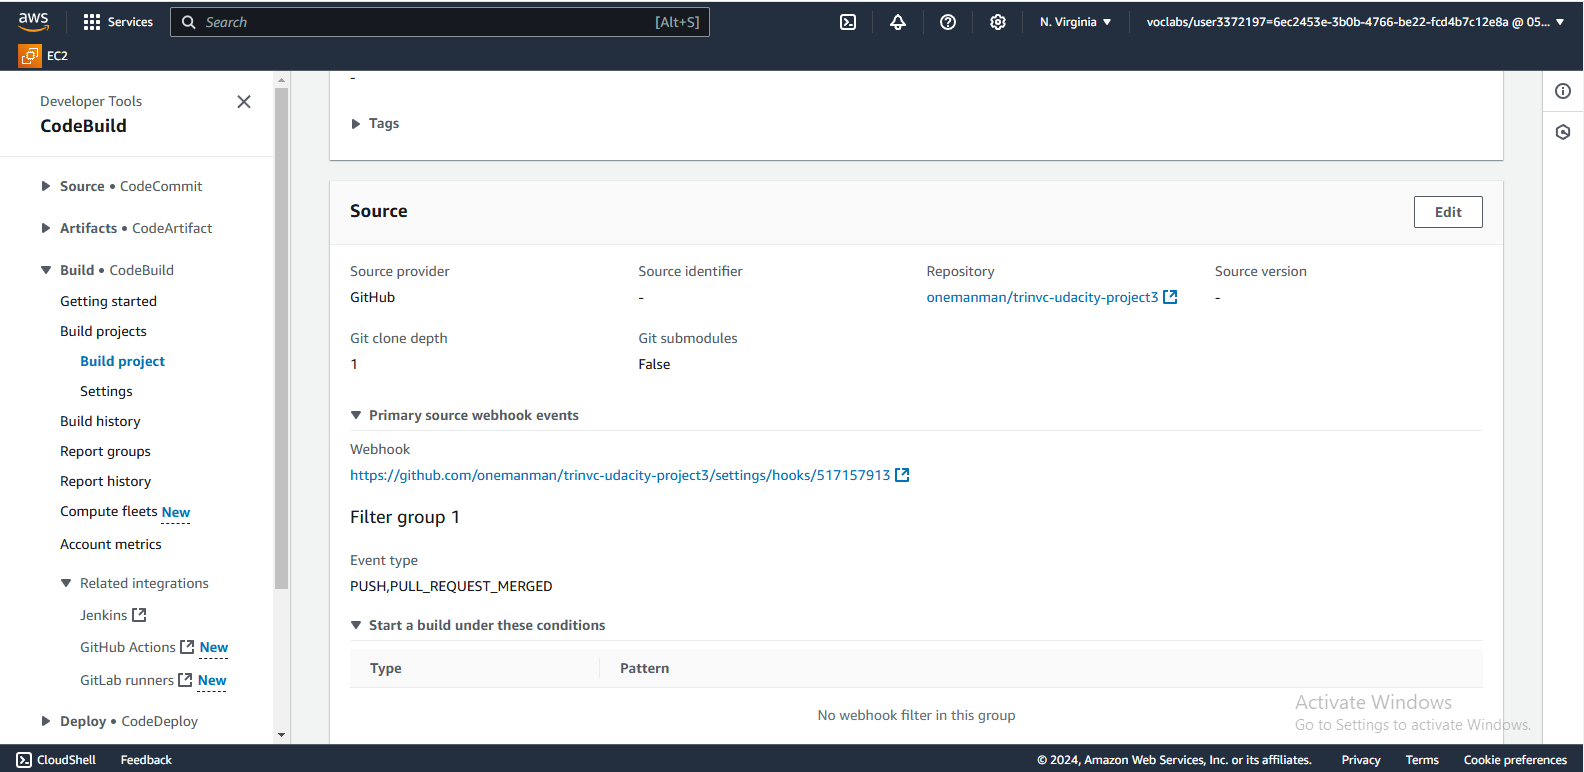 aws
Services
Search
[Alt+S]
N. Virginia
voclabs/user3372197=6ec2453e-3b0b-4766-be22-fcd4b7c12e8a @ 05...
EC2
Developer Tools
CodeBuild
Source • CodeCommit
Artifacts • CodeArtifact
Build • CodeBuild
Getting started
Build projects
Build project
Settings
Build history
Report groups
Report history
Compute fleets New
Account metrics
Related integrations
Jenkins
GitHub Actions New
GitLab runners New
Deploy • CodeDeploy
-
Tags
Source
Edit
Source provider
GitHub
Source identifier
-
Repository
onemanman/trinvc-udacity-project3
Source version
-
Git clone depth
1
Git submodules
False
Primary source webhook events
Webhook
https://github.com/onemanman/trinvc-udacity-project3/settings/hooks/517157913
Filter group 1
Event type
PUSH,PULL_REQUEST_MERGED
Start a build under these conditions
Type Pattern
No webhook filter in this group
Activate Windows
Go to Settings to activate Windows.
CloudShell
Feedback
© 2024, Amazon Web Services, Inc. or its affiliates.
Privacy
Terms
Cookie preferences